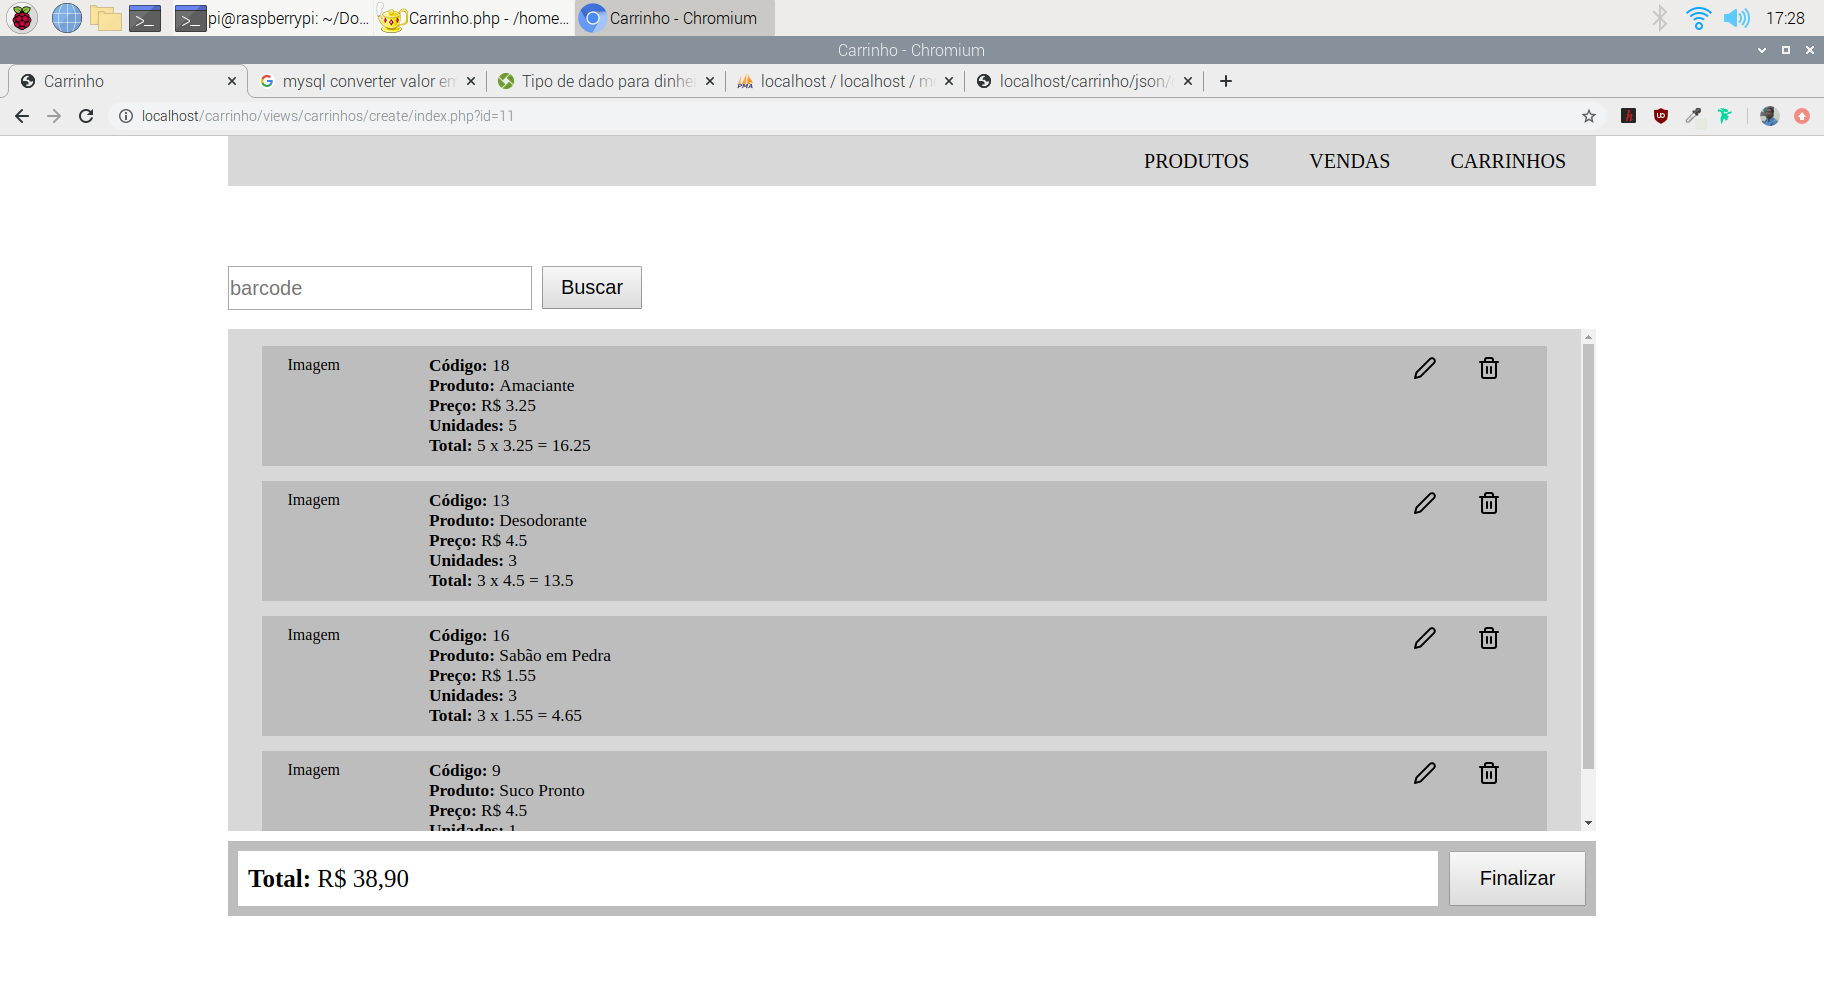 pi@raspberrypi: ~/Do...
Carrinho.php - /home...
Carrinho - Chromium
17:28
Carrinho - Chromium
Carrinho
mysql converter valor em
Tipo de dado para dinhei
localhost / localhost / m
localhost/carrinho/json/
localhost/carrinho/views/carrinhos/create/index.php?id=11
PRODUTOS VENDAS CARRINHOS
barcode
Buscar
Imagem
Código: 18
Produto: Amaciante
Preço: R$ 3.25
Unidades: 5
Total: 5 x 3.25 = 16.25
Imagem
Código: 13
Produto: Desodorante
Preço: R$ 4.5
Unidades: 3
Total: 3 x 4.5 = 13.5
Imagem
Código: 16
Produto: Sabão em Pedra
Preço: R$ 1.55
Unidades: 3
Total: 3 x 1.55 = 4.65
Imagem
Código: 9
Produto: Suco Pronto
Preço: R$ 4.5
Unidades: 1
Total: R$ 38,90
Finalizar